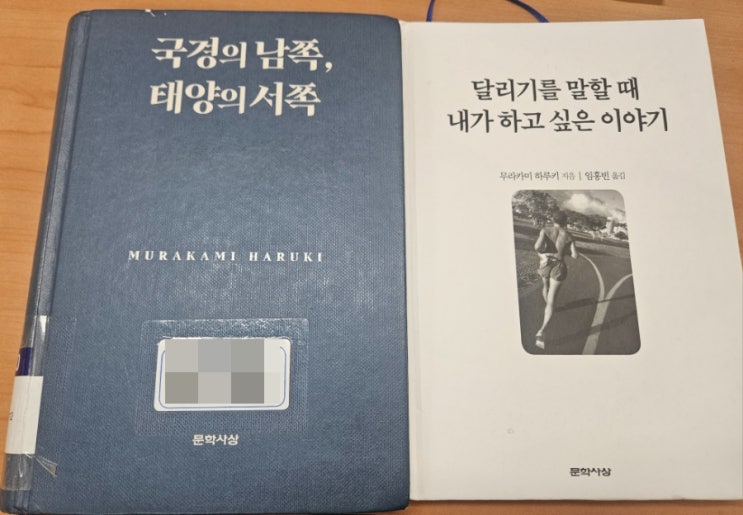 국경의 남쪽,
태양의 서쪽
MURAKAMI HARUKI
문학사상
달리기를 말할 때
내가 하고 싶은 이야기
무라카미 하루키 지음 | 임홍빈 옮김
문학사상